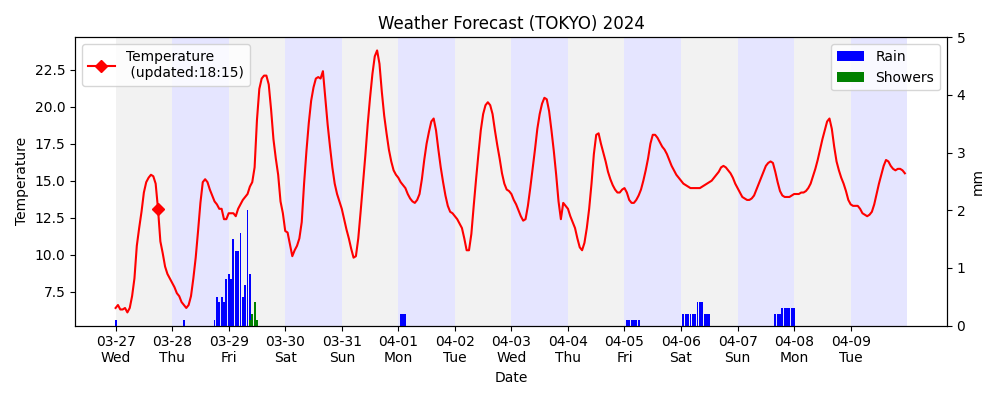 Weather Forecast (TOKYO) 2024
Temperature
(updated:18:15)
Rain
Showers
Temperature
22.5
20.0
17.5
15.0
12.5
10.0
7.5
5
4
3
2
1
0
mm
03-27 03-28 03-29 03-30 03-31 04-01 04-02 04-03 04-04 04-05 04-06 04-07 04-08 04-09
Wed Thu Fri Sat Sun Mon Tue Wed Thu Fri Sat Sun Mon Tue
Date